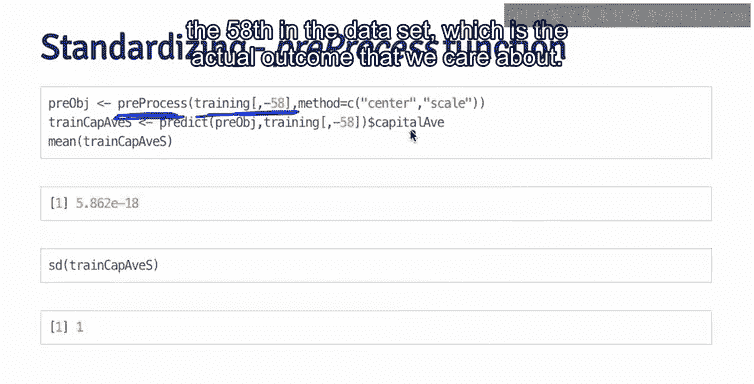 the 58th in the data set, which is the
Standardizing - preProcess function
actual outcome that we care about.
preObj <- preProcess(training[,-58],method=c("center","scale"))
trainCapAveS <- predict(preObj,training[,-58])$capitalAve
mean(trainCapAveS)
[1] 5.862e-18
sd(trainCapAveS)
[1] 1